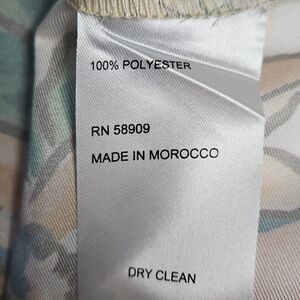 100% POLYESTER
RN 58909
MADE IN MOROCCO
DRY CLEAN